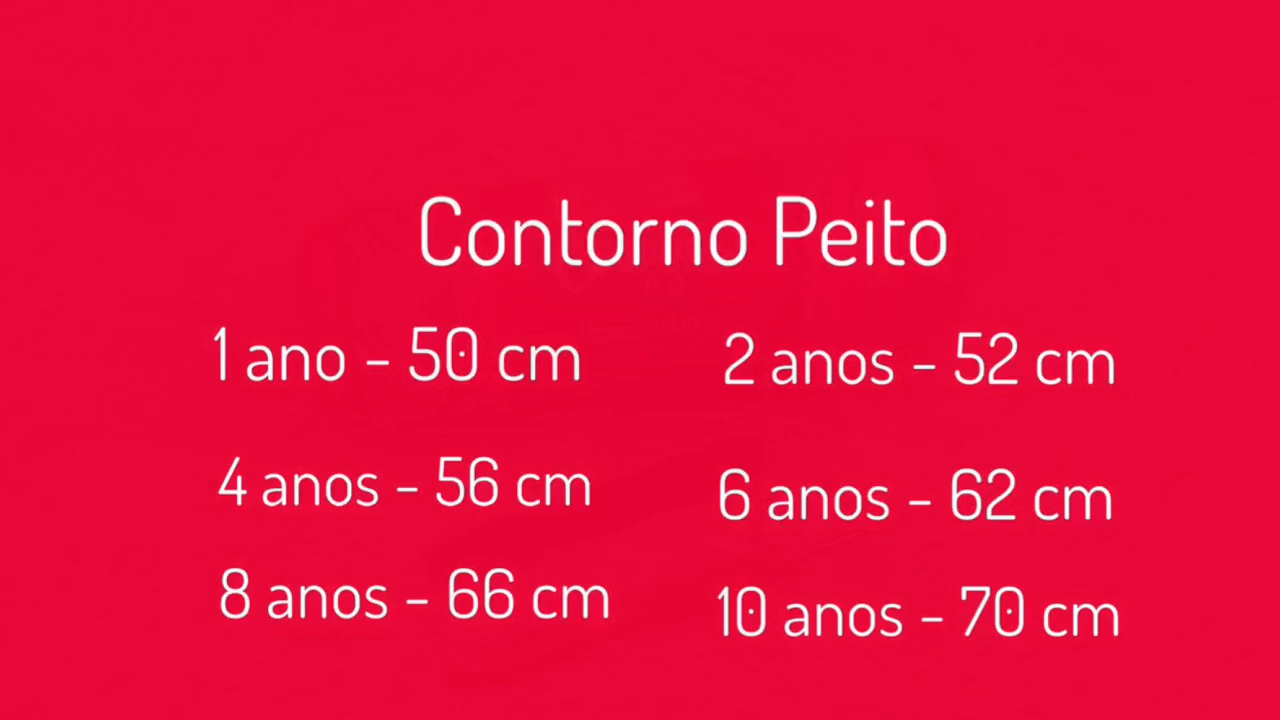 Contorno Peito
1 ano – 50 cm
2 anos – 52 cm
4 anos – 56 cm
6 anos – 62 cm
8 anos – 66 cm
10 anos – 70 cm